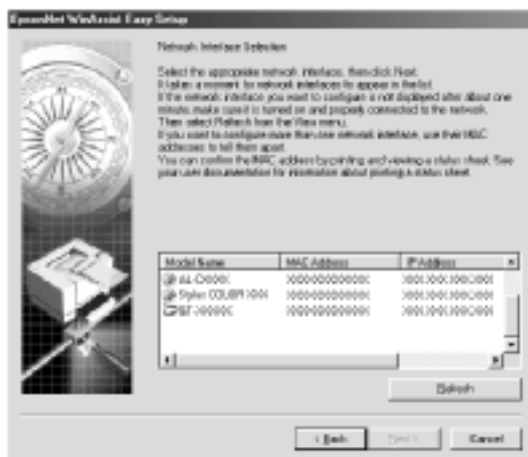 EpsonNet WinAssist Easy Setup
Network Interface Selection
Select the appropriate network interface, then click Next.
It takes a moment for network interfaces to appear in the list.
If the network interface you want to configure is not displayed after about one
minute, make sure it is turned on and properly connected to the network.
Then select Refresh from the View menu.
If you want to configure more than one network interface, use their MAC
addresses to tell them apart.
You can confirm the MAC address by printing and viewing a status sheet. See
your user documentation for information about printing a status sheet.
Model Name MAC Address IP Address
Stylus COLOR
Refresh
< Back Next > Cancel